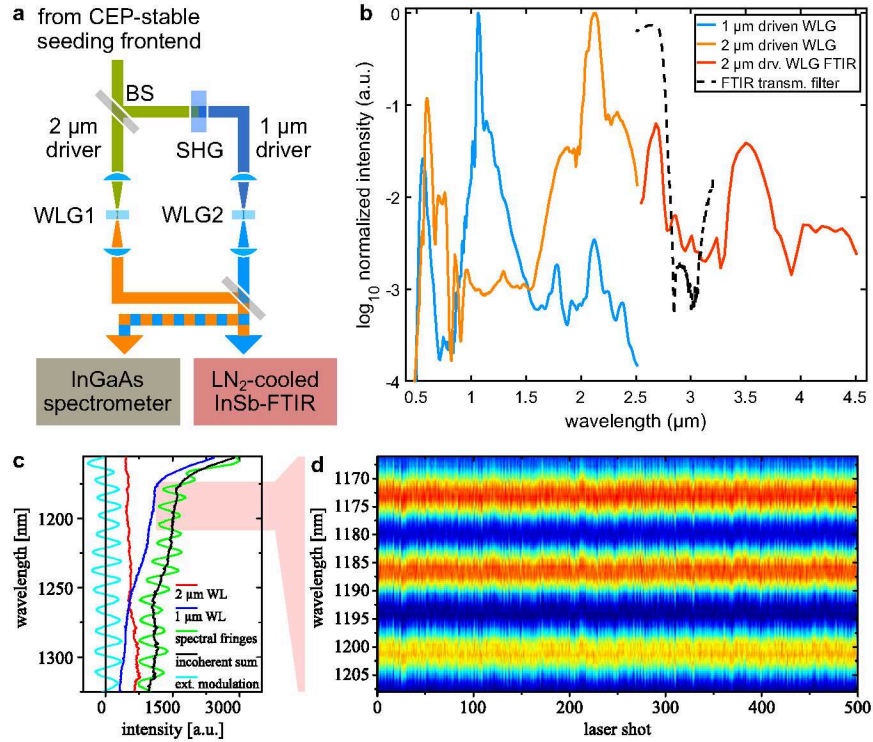 a
from CEP-stable
seeding frontend
BS
2 µm
driver
SHG
1 µm
driver
WLG1
WLG2
InGaAs
spectrometer
LN2-cooled
InSb-FTIR
b
log10 normalized intensity (a.u.)
0
-1
-2
-3
-4
1 µm driven WLG
2 µm driven WLG
2 µm drv. WLG FTIR
FTIR transm. filter
0.5 1.0 1.5 2.0 2.5 3.0 3.5 4.0 4.5
wavelength (µm)
c
wavelength [nm]
1200
1250
1300
2 µm WL
1 µm WL
spectral fringes
incoherent sum
ext. modulation
0 1500 3000
intensity [a.u.]
d
wavelength [nm]
1170
1175
1180
1185
1190
1195
1200
1205
0 100 200 300 400 500
laser shot